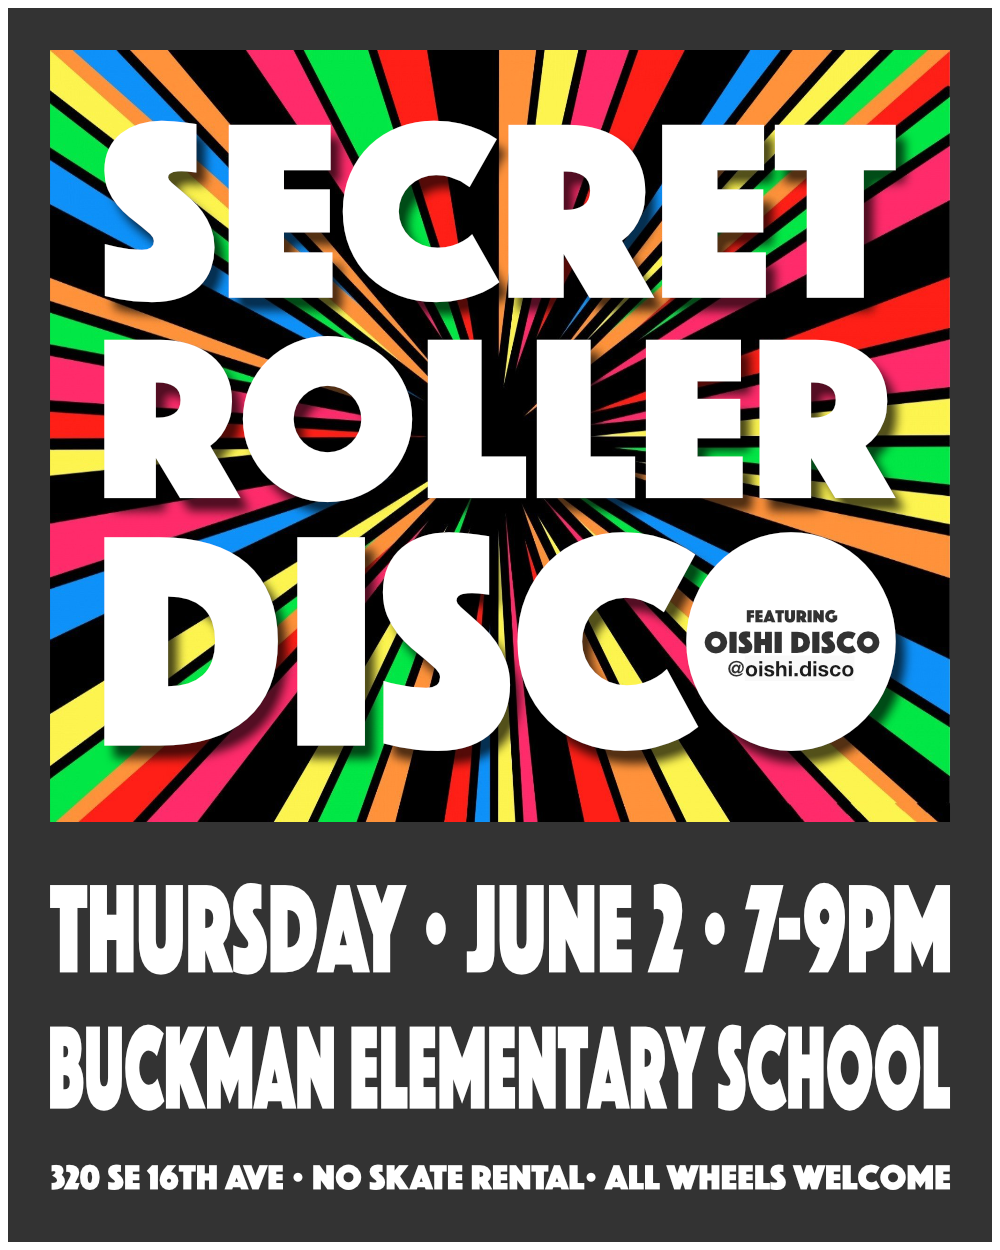 SECRET
ROLLER
DISCO
FEATURING
OISHI DISCO
@oishi.disco
THURSDAY • JUNE 2 • 7-9PM
BUCKMAN ELEMENTARY SCHOOL
320 SE 16TH AVE • NO SKATE RENTAL• ALL WHEELS WELCOME